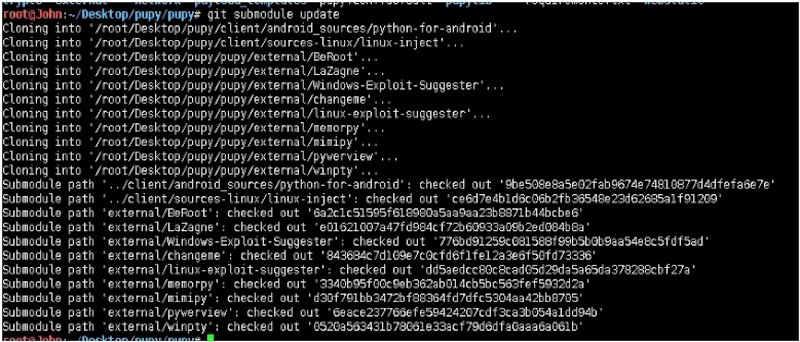 root@John:~/Desktop/pupy/pupy# git submodule update
Cloning into '/root/Desktop/pupy/client/android_sources/python-for-android'...
Cloning into '/root/Desktop/pupy/client/sources-linux/linux-inject'...
Cloning into '/root/Desktop/pupy/pupy/external/BeRoot'...
Cloning into '/root/Desktop/pupy/pupy/external/LaZagne'...
Cloning into '/root/Desktop/pupy/pupy/external/Windows-Exploit-Suggester'...
Cloning into '/root/Desktop/pupy/pupy/external/changeme'...
Cloning into '/root/Desktop/pupy/pupy/external/linux-exploit-suggester'...
Cloning into '/root/Desktop/pupy/pupy/external/memorpy'...
Cloning into '/root/Desktop/pupy/pupy/external/mimipy'...
Cloning into '/root/Desktop/pupy/pupy/external/pywerview'...
Cloning into '/root/Desktop/pupy/pupy/external/winpty'...
Submodule path '../client/android_sources/python-for-android': checked out '9be508e8a5e02fab9674e74810877d4dfefa6e7e'
Submodule path '../client/sources-linux/linux-inject': checked out 'ce6d7e4b1d6c06b2fb36548e23d62685a1f91209'
Submodule path 'external/BeRoot': checked out '6a2c1c51595f618980a5aa9aa23b8871b44bcbe6'
Submodule path 'external/LaZagne': checked out 'e01621007a47fd984cf72b60933a09b2ed084b8a'
Submodule path 'external/Windows-Exploit-Suggester': checked out '776bd91259c081588f99b5b0b9aa54e8c5fdf5ad'
Submodule path 'external/changeme': checked out '843684c7d109e7c0cfd6f1fe12a3e6f50fd73336'
Submodule path 'external/linux-exploit-suggester': checked out 'dd5aedcc80c8cad05d29da5a65da378288cbf27a'
Submodule path 'external/memorpy': checked out '3340b95f00c9eb362ab014cb5bc563fef5932d2a'
Submodule path 'external/mimipy': checked out 'd30f791bb3472bf88364fd7dfc5304aa42bb8705'
Submodule path 'external/pywerview': checked out '6eace237766efe59424207cdf3ca3b054a1dd94b'
Submodule path 'external/winpty': checked out '0520a563431b78061e33acf79d6dfa0aaa6a061b'
root@John:~/Desktop/pupy/pupy#